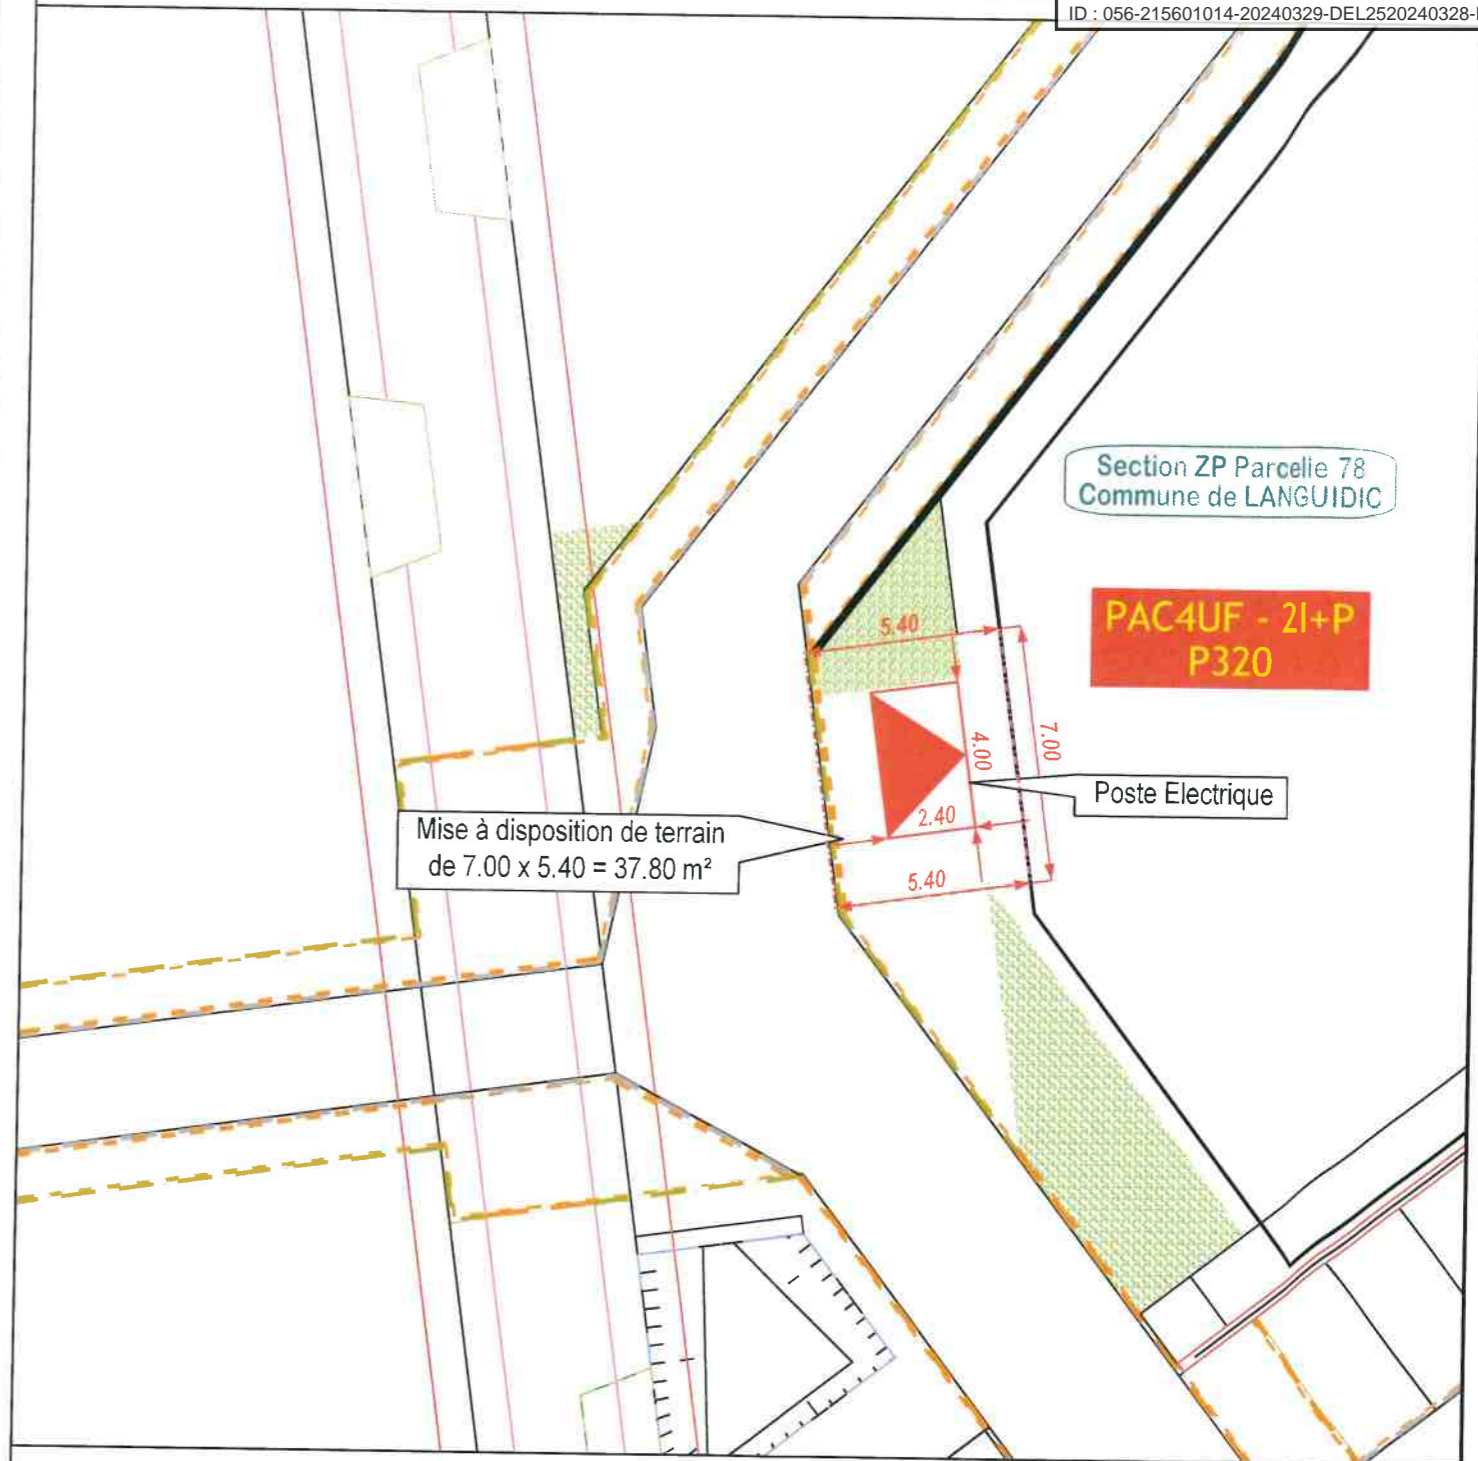 ID : 056-215601014-20240329-DEL2520240328-
Section ZP Parcelle 78
Commune de LANGUIDIC
PAC4UF - 2I+P
P320
5.40
4.00
7.00
Poste Electrique
2.40
Mise à disposition de terrain
de 7.00 x 5.40 = 37.80 m²
5.40